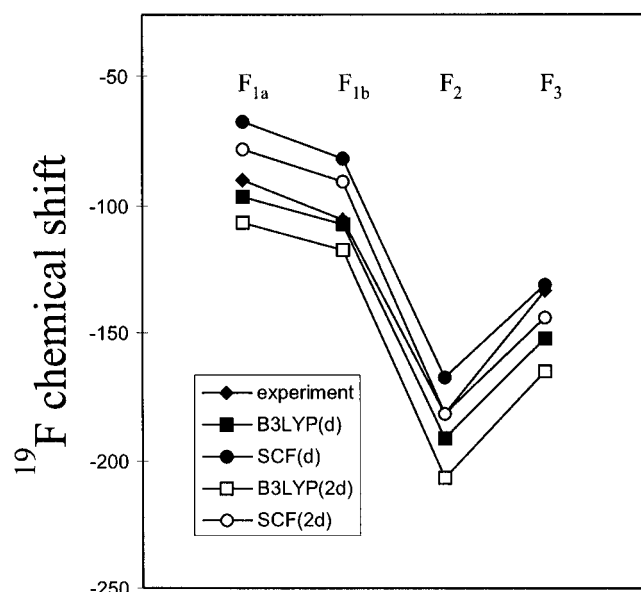 -50
F1a F1b F2 F3
-100
-150
-200
-250
19F chemical shift
experiment
B3LYP(d)
SCF(d)
B3LYP(2d)
SCF(2d)